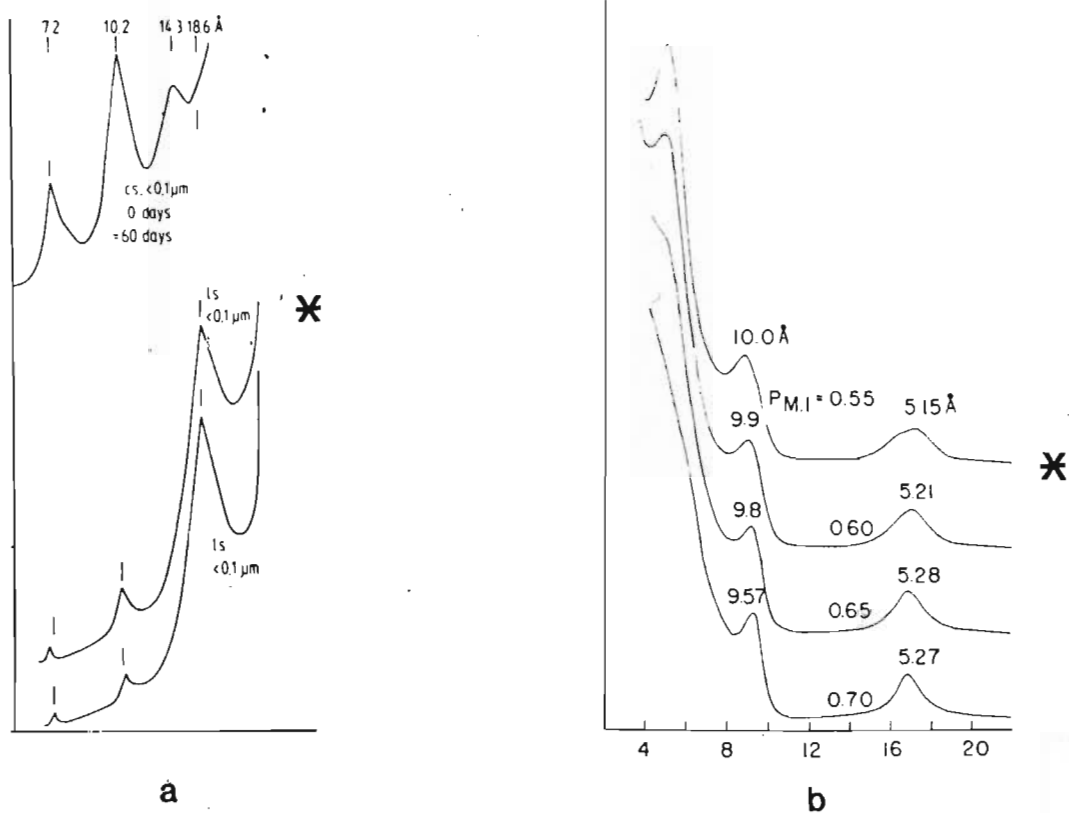 7.2 10.2 14.3 18.6 Å
cs. <0,1 µm
0 days
=60 days
ls
<0,1 µm
ls
<0,1 µm
a
10.0 Å
P M.I = 0.55
5.15 Å
9.9
5.21
0.60
9.8
5.28
0.65
9.57
5.27
0.70
4 8 12 16 20
b